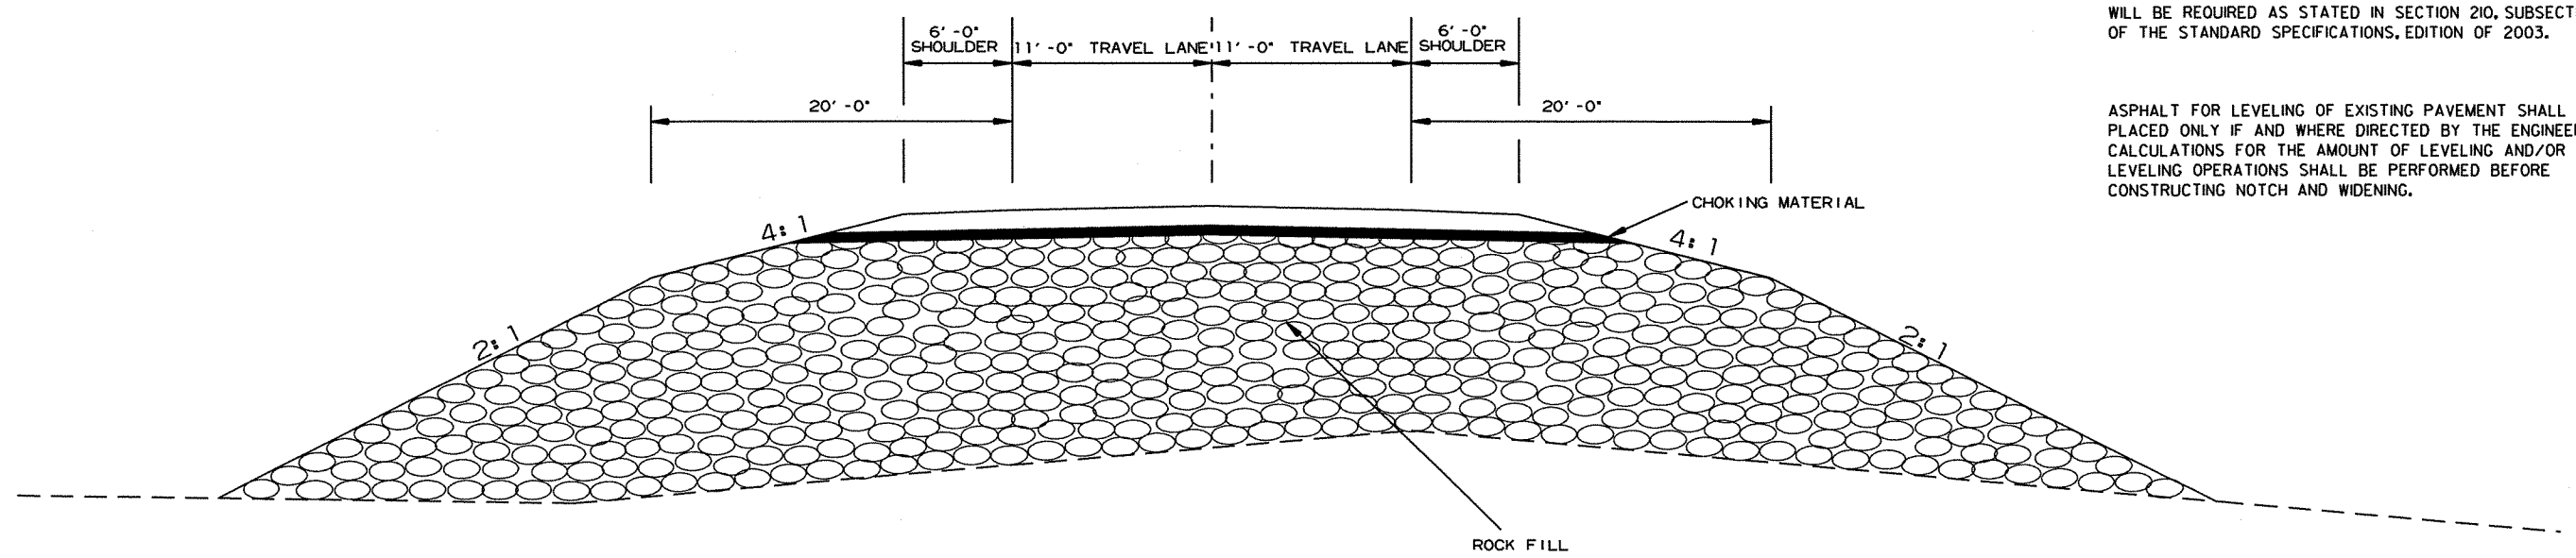 6'-0"
SHOULDER
11'-0" TRAVEL LANE
11'-0" TRAVEL LANE
6'-0"
SHOULDER
20'-0"
20'-0"
WILL BE REQUIRED AS STATED IN SECTION 210, SUBSECT
OF THE STANDARD SPECIFICATIONS, EDITION OF 2003.
ASPHALT FOR LEVELING OF EXISTING PAVEMENT SHALL
PLACED ONLY IF AND WHERE DIRECTED BY THE ENGINEE
CALCULATIONS FOR THE AMOUNT OF LEVELING AND/OR
LEVELING OPERATIONS SHALL BE PERFORMED BEFORE
CONSTRUCTING NOTCH AND WIDENING.
CHOKING MATERIAL
4:1
4:1
2:1
2:1
ROCK FILL